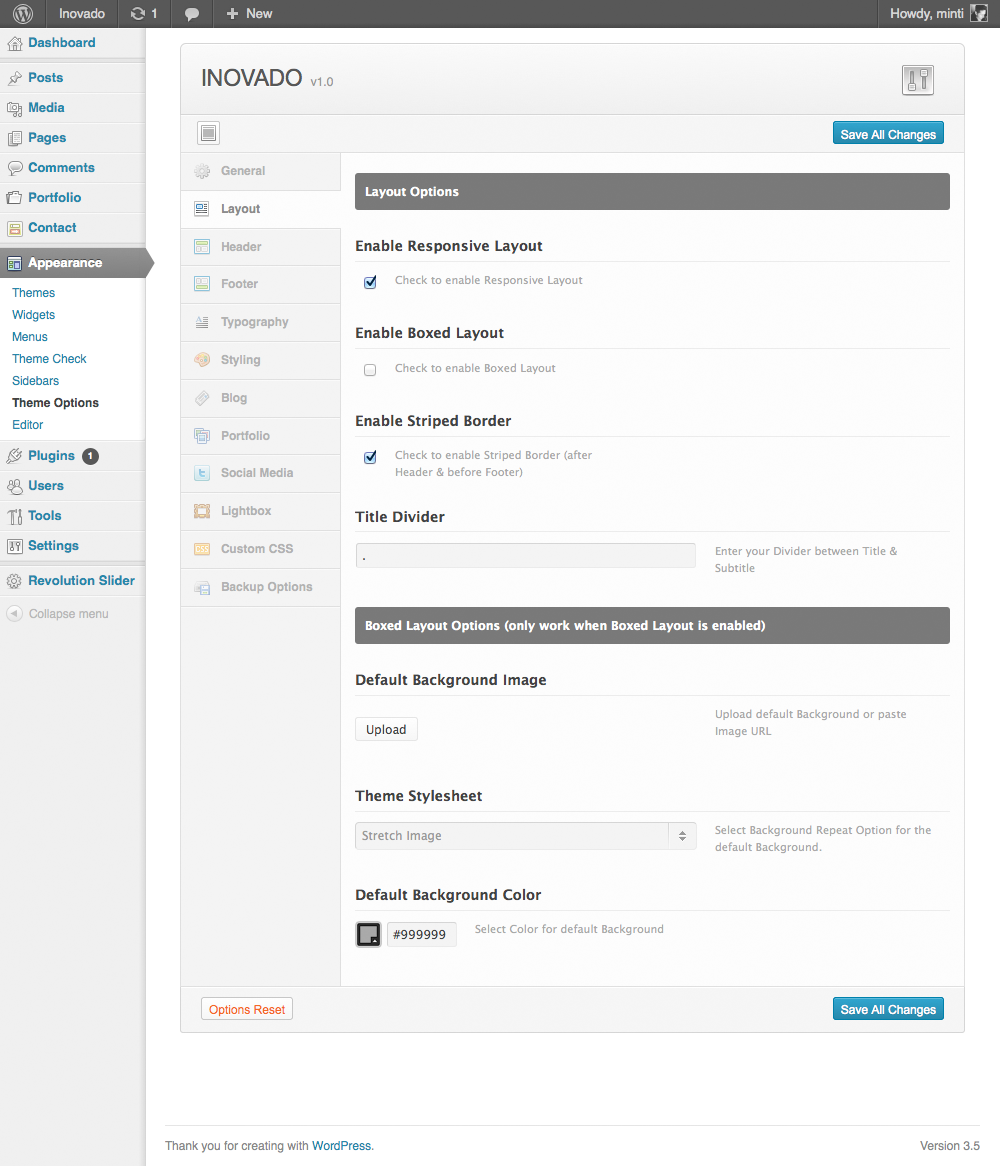 Inovado 1 + New Howdy, minti
Dashboard
Posts
Media
Pages
Comments
Portfolio
Contact
Appearance
Themes
Widgets
Menus
Theme Check
Sidebars
Theme Options
Editor
Plugins 1
Users
Tools
Settings
Revolution Slider
Collapse menu
INOVADO v1.0
Save All Changes
General
Layout
Header
Footer
Typography
Styling
Blog
Portfolio
Social Media
Lightbox
Custom CSS
Backup Options
Layout Options
Enable Responsive Layout
Check to enable Responsive Layout
Enable Boxed Layout
Check to enable Boxed Layout
Enable Striped Border
Check to enable Striped Border (after
Header & before Footer)
Title Divider
.
Enter your Divider between Title &
Subtitle
Boxed Layout Options (only work when Boxed Layout is enabled)
Default Background Image
Upload
Upload default Background or paste
Image URL
Theme Stylesheet
Stretch Image
Select Background Repeat Option for the
default Background.
Default Background Color
#999999
Select Color for default Background
Options Reset
Save All Changes
Thank you for creating with WordPress.
Version 3.5